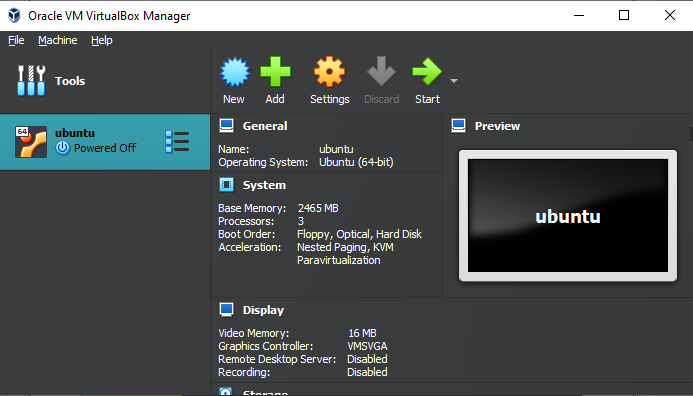 Oracle VM VirtualBox Manager
File Machine Help
Tools
New Add Settings Discard Start
64
ubuntu
Powered Off
General
Name: ubuntu
Operating System: Ubuntu (64-bit)
System
Base Memory: 2465 MB
Processors: 3
Boot Order: Floppy, Optical, Hard Disk
Acceleration: Nested Paging, KVM
Paravirtualization
Preview
ubuntu
Display
Video Memory: 16 MB
Graphics Controller: VMSVGA
Remote Desktop Server: Disabled
Recording: Disabled
Storage